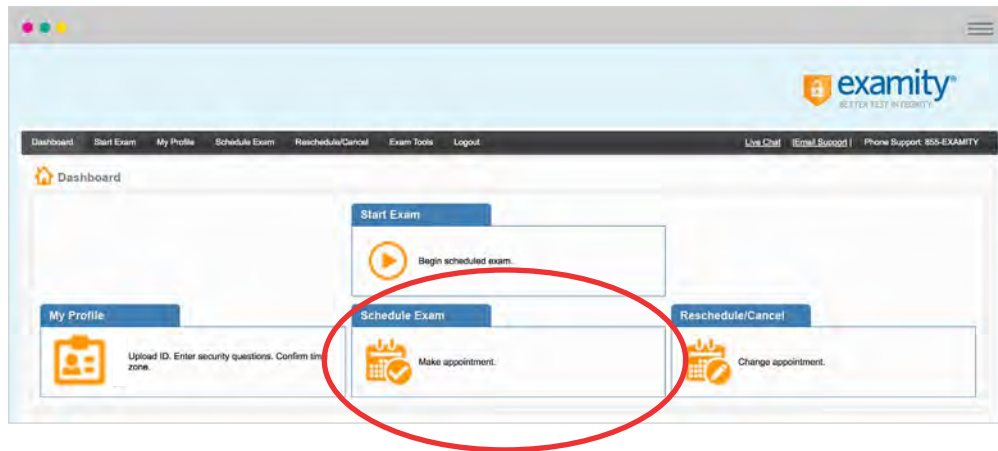 examity®
BETTER TEST INTEGRITY
Dashboard Start Exam My Profile Schedule Exam Reschedule/Cancel Exam Tools Logout Live Chat |Email Support| Phone Support: 855-EXAMITY
Dashboard
Start Exam
Begin scheduled exam.
My Profile
Upload ID. Enter security questions. Confirm tim
zone.
Schedule Exam
Make appointment.
Reschedule/Cancel
Change appointment.